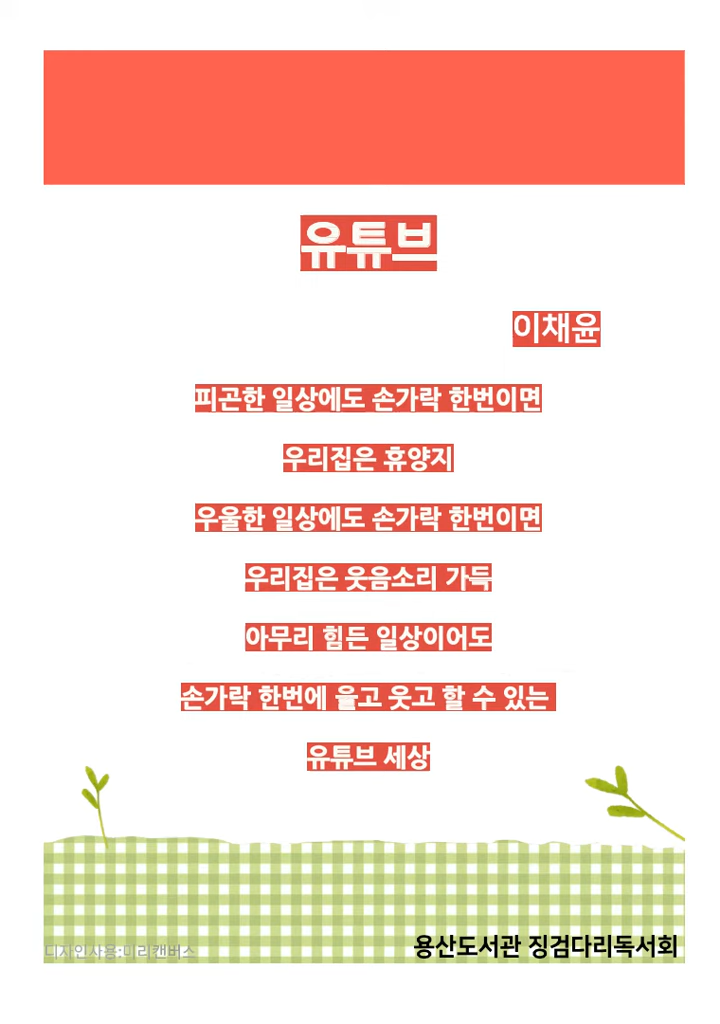 유튜브
이채윤
피곤한 일상에도 손가락 한번이면
우리집은 휴양지
우울한 일상에도 손가락 한번이면
우리집은 웃음소리 가득
아무리 힘든 일상이어도
손가락 한번에 울고 웃고 할 수 있는
유튜브 세상
디자인사용:미리캔버스
용산도서관 징검다리독서회